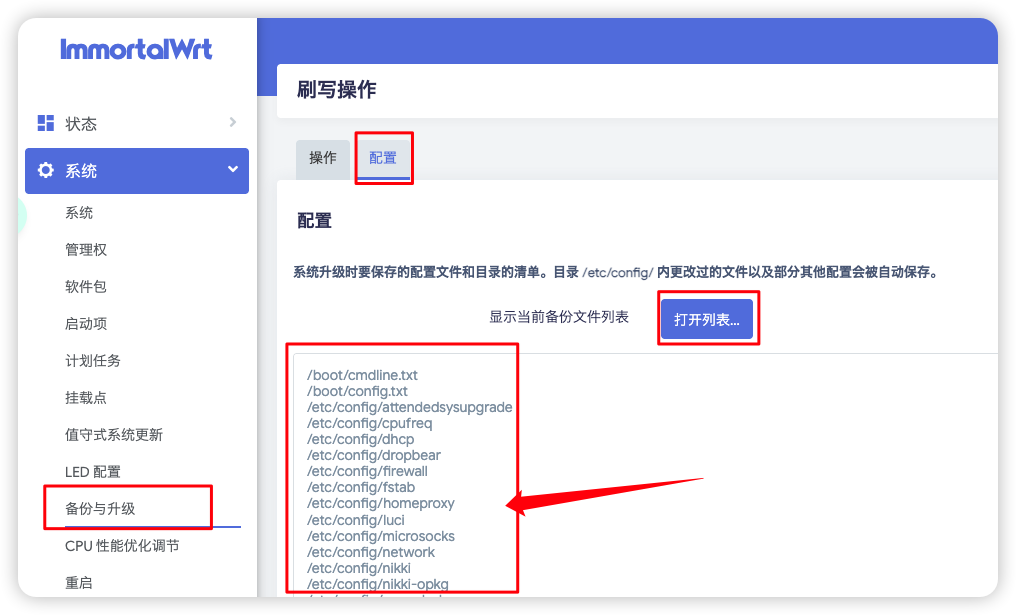 ImmortalWrt
状态
系统
系统
管理权
软件包
启动项
计划任务
挂载点
值守式系统更新
LED 配置
备份与升级
CPU 性能优化调节
重启
刷写操作
操作
配置
配置
系统升级时要保存的配置文件和目录的清单。目录 /etc/config/ 内更改过的文件以及部分其他配置会被自动保存。
显示当前备份文件列表
打开列表...
/boot/cmdline.txt
/boot/config.txt
/etc/config/attendedsysupgrade
/etc/config/cpufreq
/etc/config/dhcp
/etc/config/dropbear
/etc/config/firewall
/etc/config/fstab
/etc/config/homeproxy
/etc/config/luci
/etc/config/microsocks
/etc/config/network
/etc/config/nikki
/etc/config/nikki-opkg